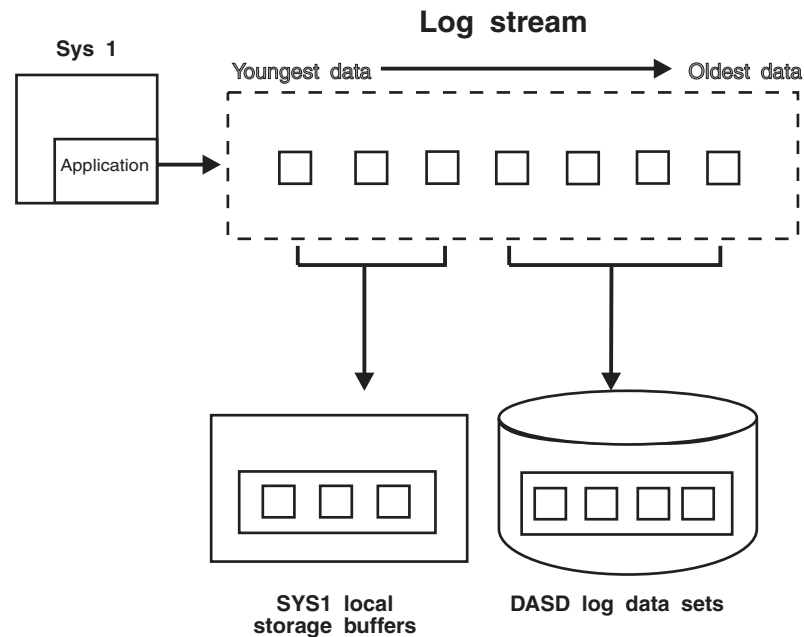 Log stream
Sys 1
Youngest data
Oldest data
Application
SYS1 local
storage buffers
DASD log data sets